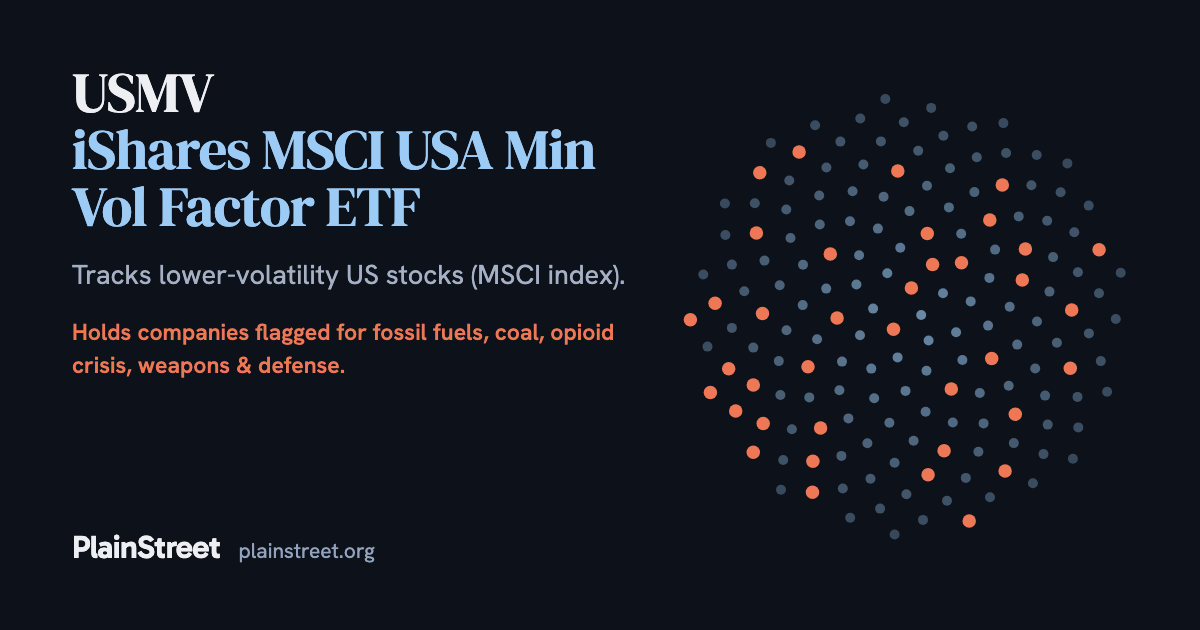 USMV
iShares MSCI USA Min
Vol Factor ETF
Tracks lower-volatility US stocks (MSCI index).
Holds companies flagged for fossil fuels, coal, opioid
crisis, weapons & defense.
PlainStreet plainstreet.org